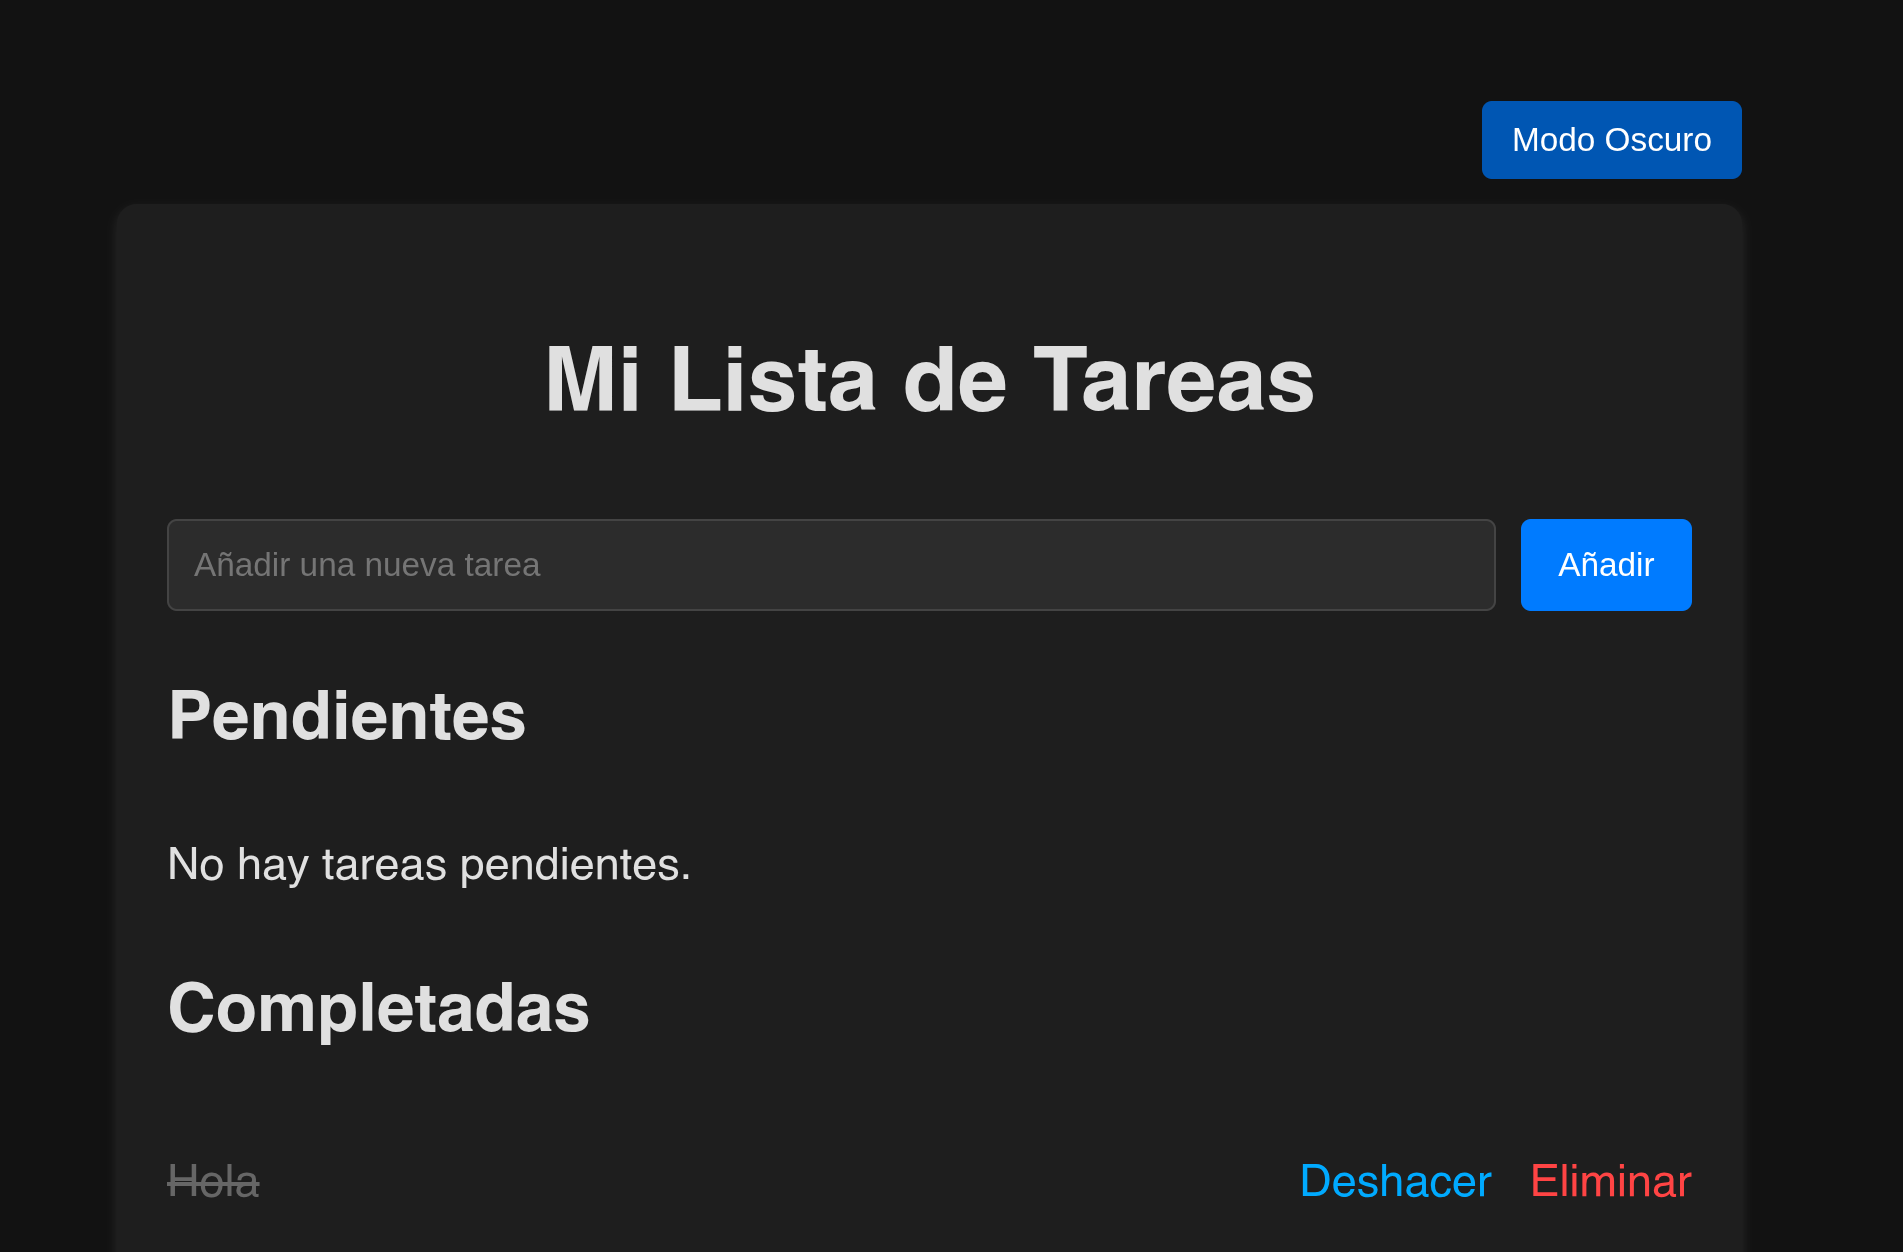 Modo Oscuro
Mi Lista de Tareas
Añadir una nueva tarea Añadir
Pendientes
No hay tareas pendientes.
Completadas
Hola Deshacer Eliminar